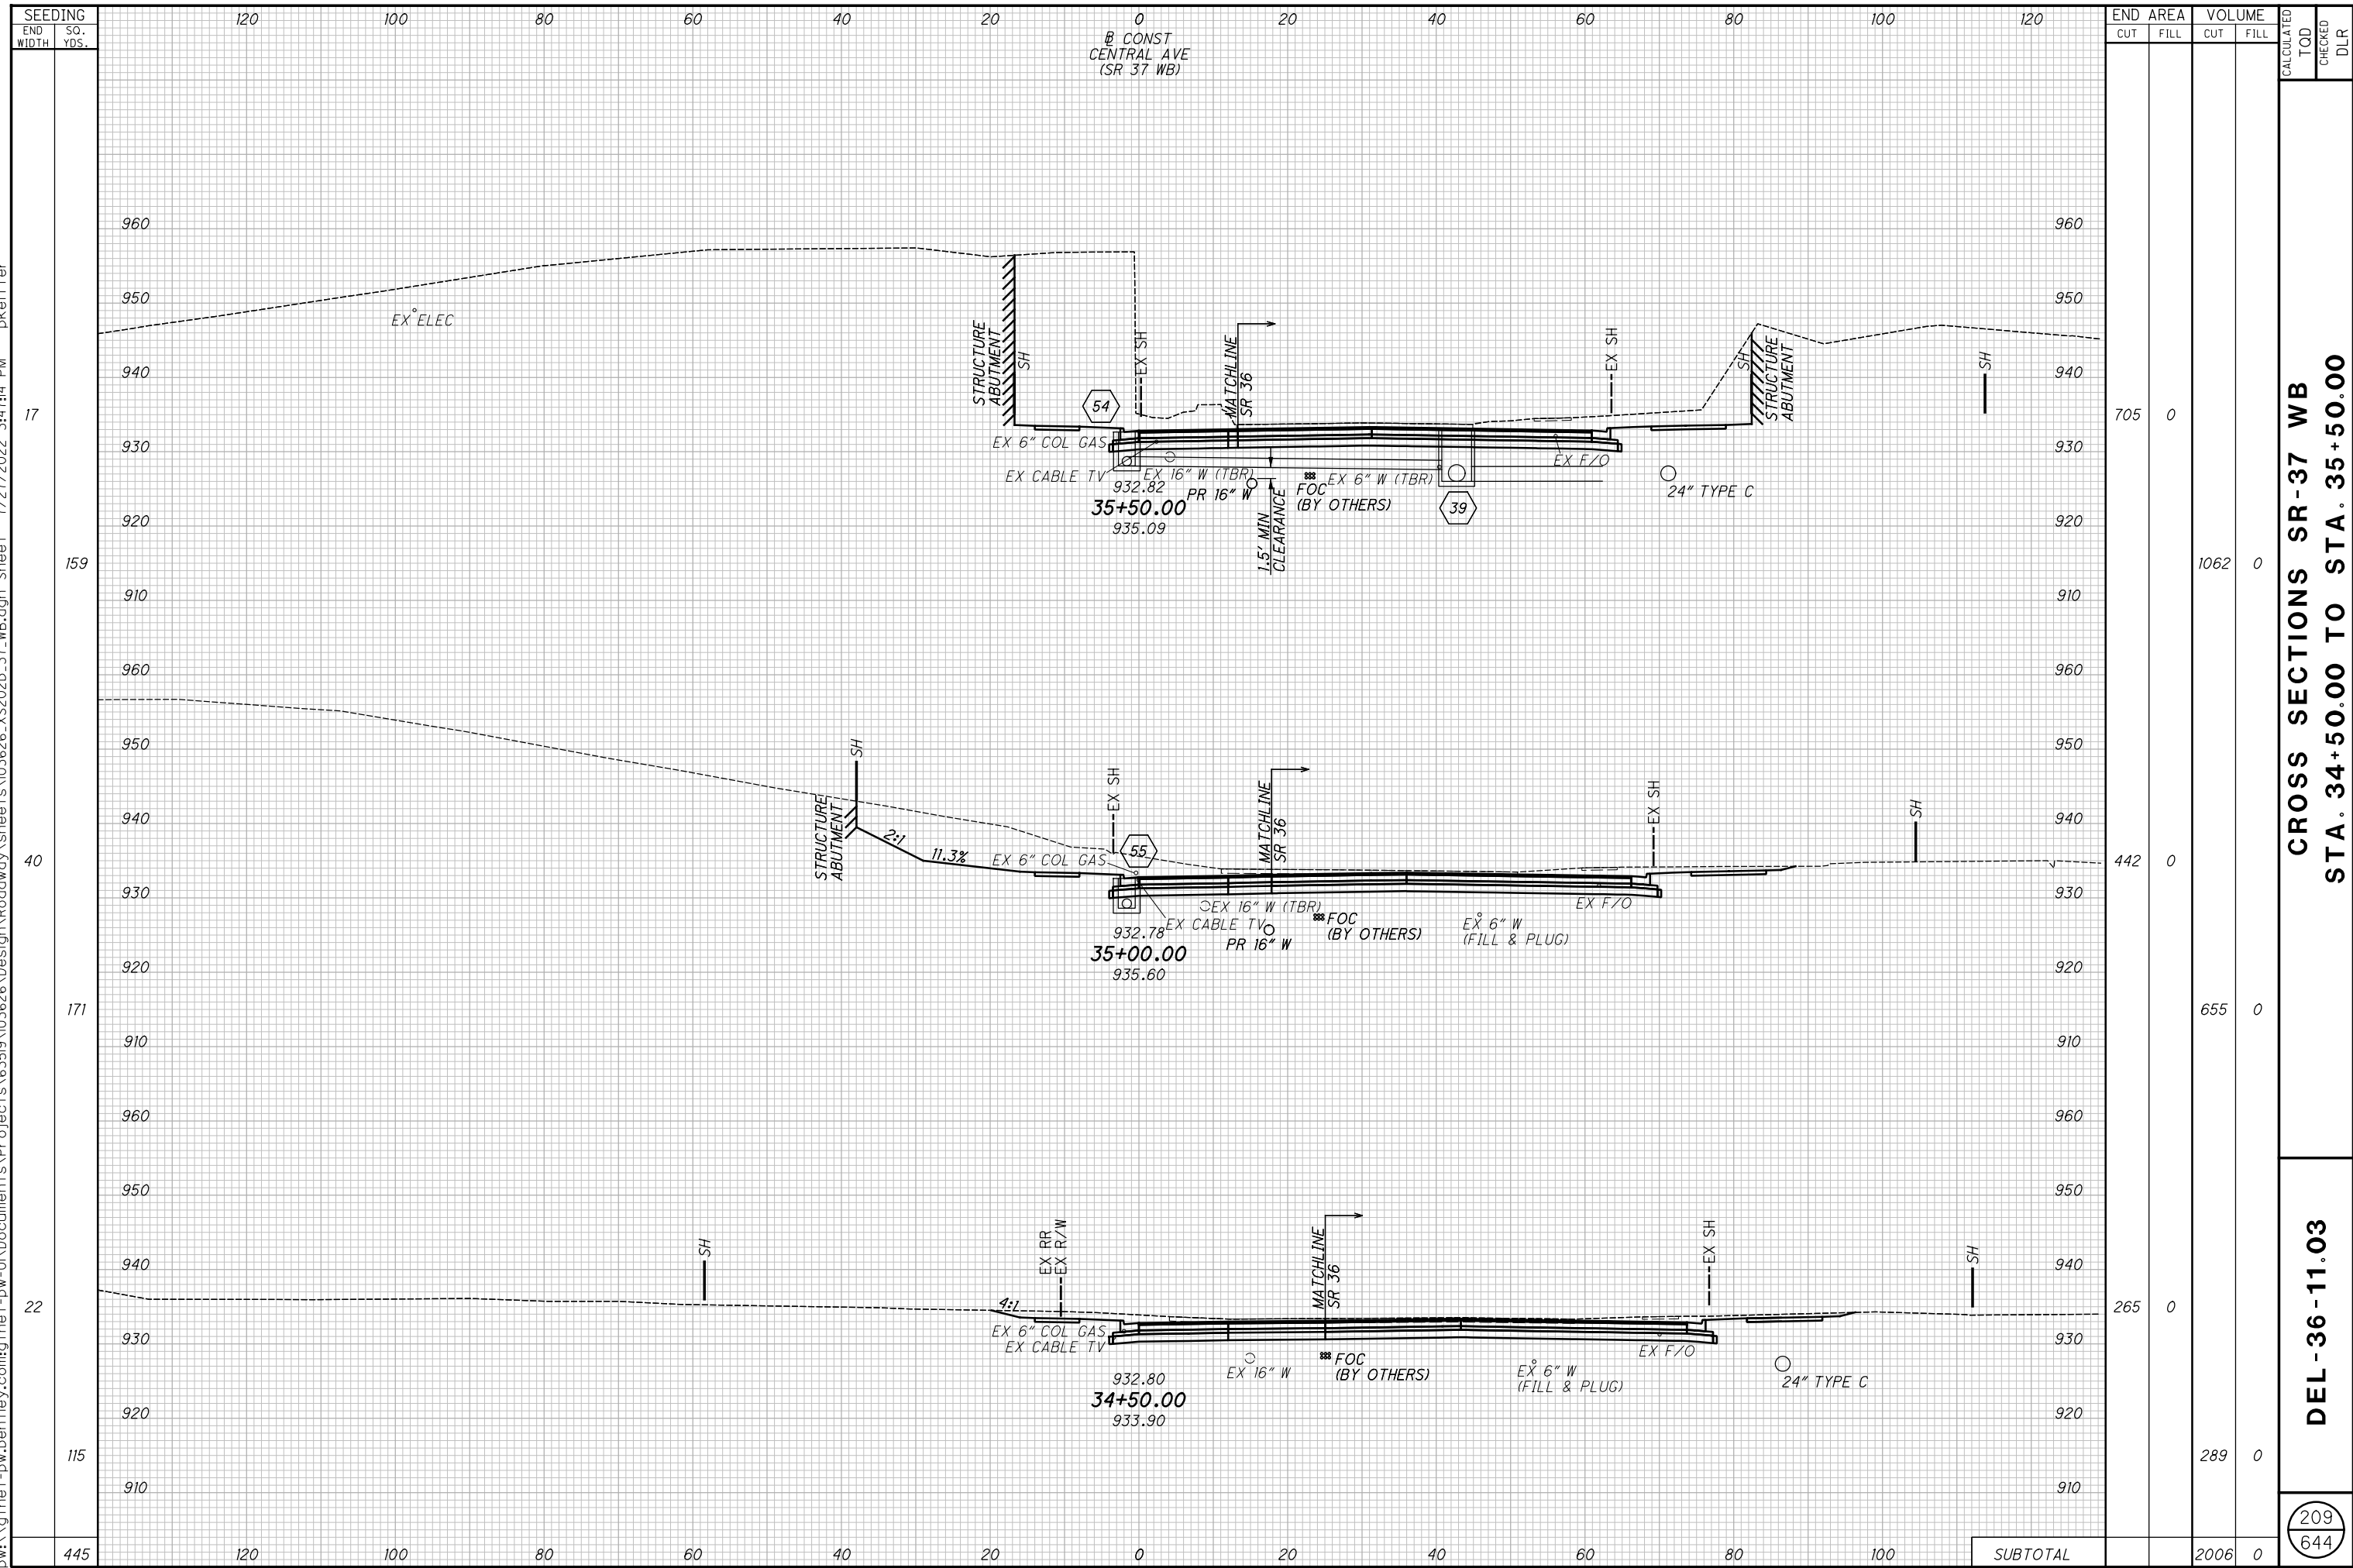 SEEDING
END WIDTH
SQ. YDS.
120 100 80 60 40 20 0 20 40 60 80 100 120
END AREA
VOLUME
CUT FILL CUT FILL
CALCULATED
TQD
CHECKED
DLR
℄ CONST
CENTRAL AVE
(SR 37 WB)
960 960
950 950
EX ELEC
STRUCTURE
ABUTMENT
SH
EX SH
MATCHLINE
SR 36
EX SH
SH
STRUCTURE
ABUTMENT
SH
940 940
17
54
705 0
EX 6" COL GAS
930 930
EX CABLE TV
EX 16" W (TBR)
EX 6" W (TBR)
EX F/O
932.82
PR 16" W
FOC
(BY OTHERS)
24" TYPE C
35+50.00
39
935.09
1.5' MIN
CLEARANCE
920 920
159
1062 0
910 910
960 960
950 950
SH
STRUCTURE
ABUTMENT
EX SH
MATCHLINE
SR 36
EX SH
SH
940 940
2:1
11.3%
55
40
442 0
EX 6" COL GAS
930 930
EX 16" W (TBR)
EX CABLE TV
FOC
(BY OTHERS)
EX 6" W
(FILL & PLUG)
EX F/O
932.78
PR 16" W
35+00.00
935.60
920 920
171
655 0
910 910
960 960
950 950
SH
EX RR
EX R/W
MATCHLINE
SR 36
EX SH
SH
940 940
4:1
22
265 0
EX 6" COL GAS
930 930
EX CABLE TV
EX 16" W
FOC
(BY OTHERS)
EX 6" W
(FILL & PLUG)
EX F/O
24" TYPE C
932.80
34+50.00
933.90
920 920
115
289 0
910 910
445
120 100 80 60 40 20 0 20 40 60 80 100
SUBTOTAL
2006 0
CROSS SECTIONS SR-37 WB
STA. 34+50.00 TO STA. 35+50.00
DEL-36-11.03
209
644